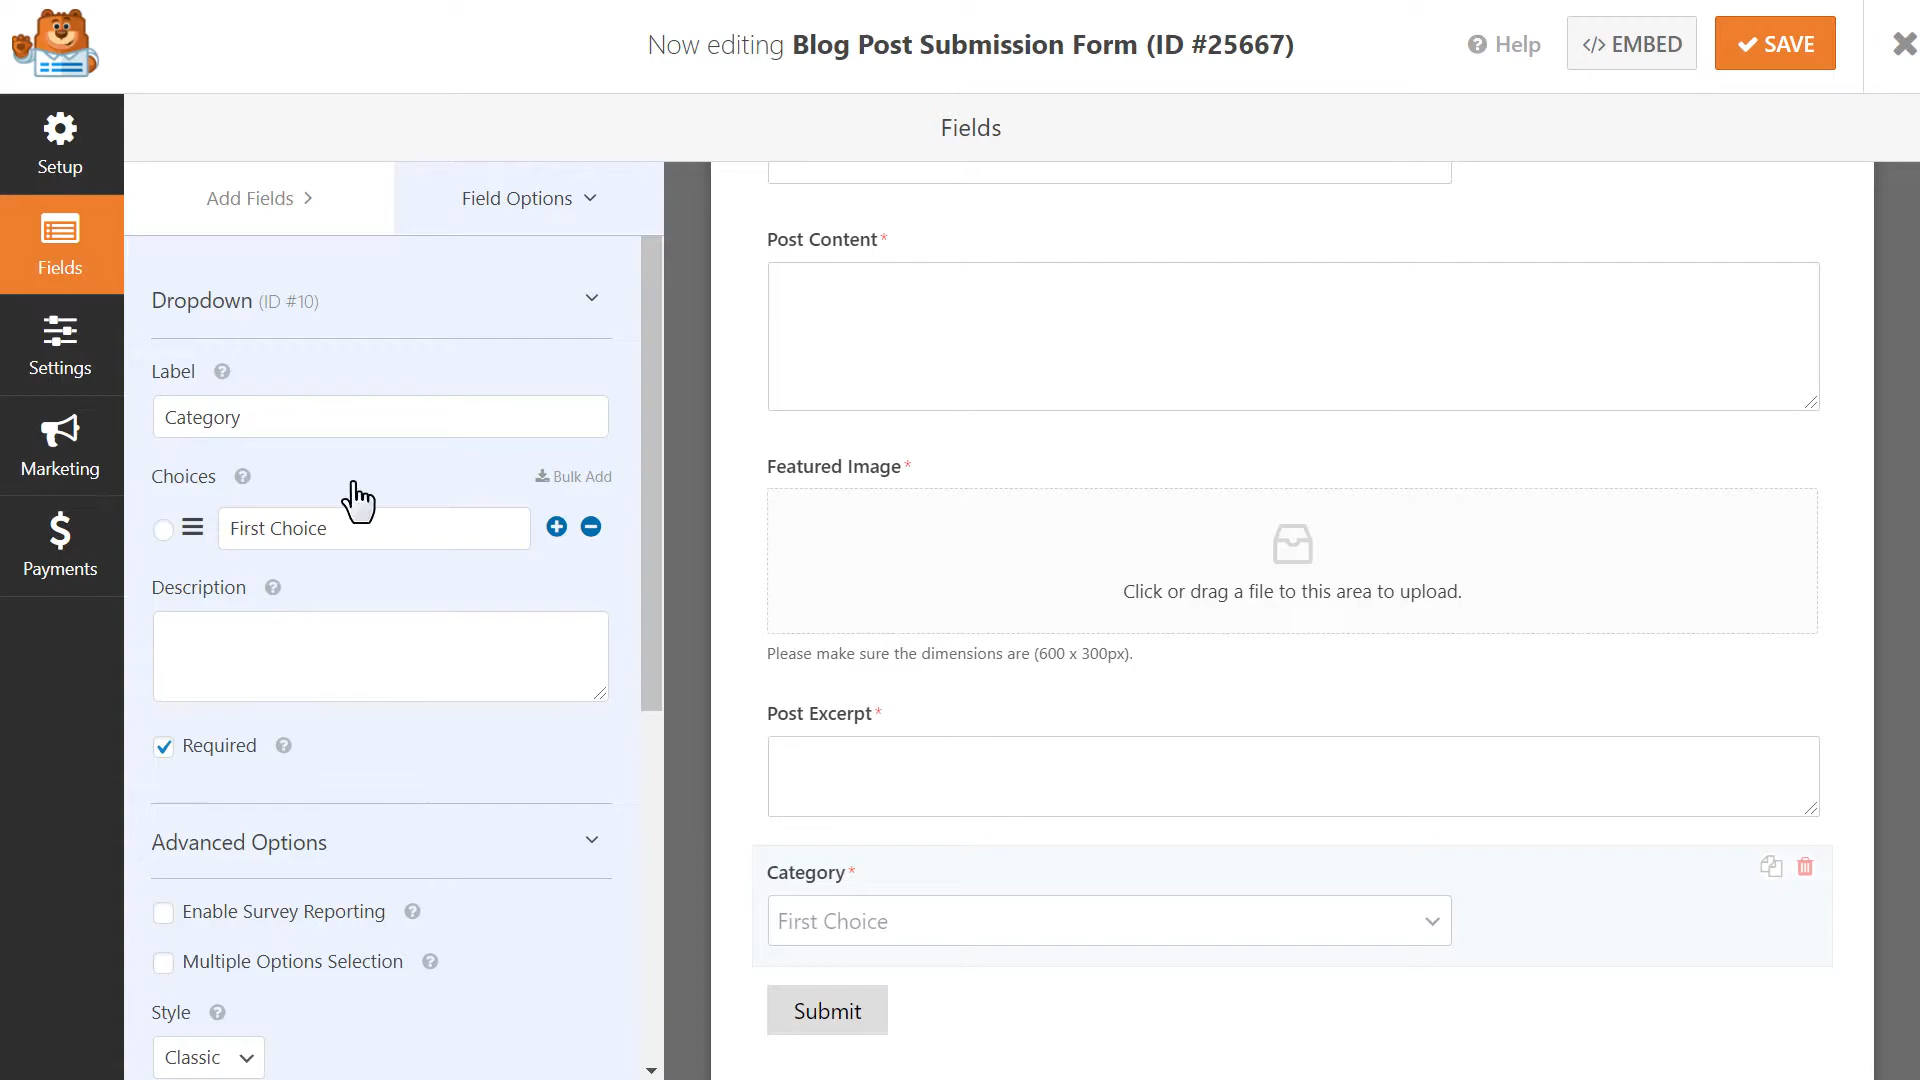 Now editing Blog Post Submission Form (ID #25667)
Help
</> EMBED
SAVE
Setup
Fields
Settings
Marketing
Payments
Fields
Add Fields
Field Options
Dropdown (ID #10)
Label
Category
Choices
Bulk Add
First Choice
Description
Required
Advanced Options
Enable Survey Reporting
Multiple Options Selection
Style
Classic
Post Content*
Featured Image*
Click or drag a file to this area to upload.
Please make sure the dimensions are (600 x 300px).
Post Excerpt*
Category*
First Choice
Submit